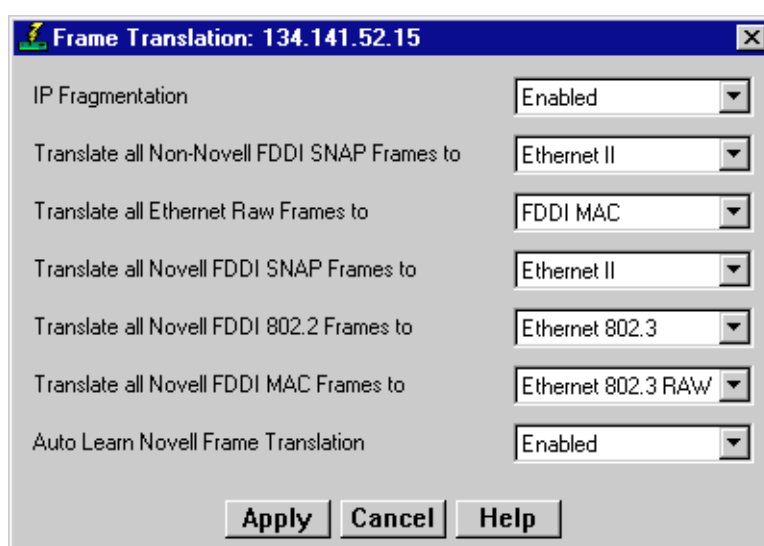 Frame Translation: 134.141.52.15
IP Fragmentation Enabled
Translate all Non-Novell FDDI SNAP Frames to Ethernet II
Translate all Ethernet Raw Frames to FDDI MAC
Translate all Novell FDDI SNAP Frames to Ethernet II
Translate all Novell FDDI 802.2 Frames to Ethernet 802.3
Translate all Novell FDDI MAC Frames to Ethernet 802.3 RAW
Auto Learn Novell Frame Translation Enabled
Apply Cancel Help